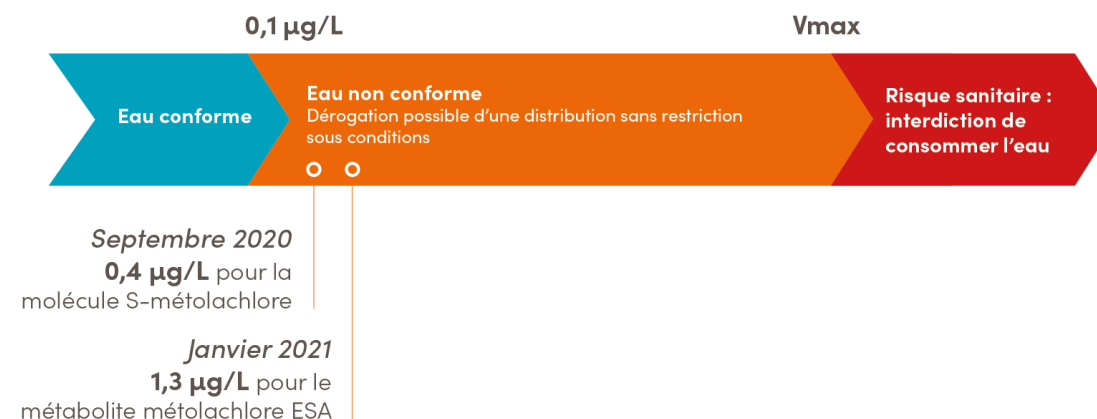 0,1 µg/L
Vmax
Eau conforme
Eau non conforme
Dérogation possible d’une distribution sans restriction
sous conditions
Risque sanitaire :
interdiction de
consommer l’eau
Septembre 2020
0,4 µg/L pour la
molécule S-métolachlore
Janvier 2021
1,3 µg/L pour le
métabolite métolachlore ESA